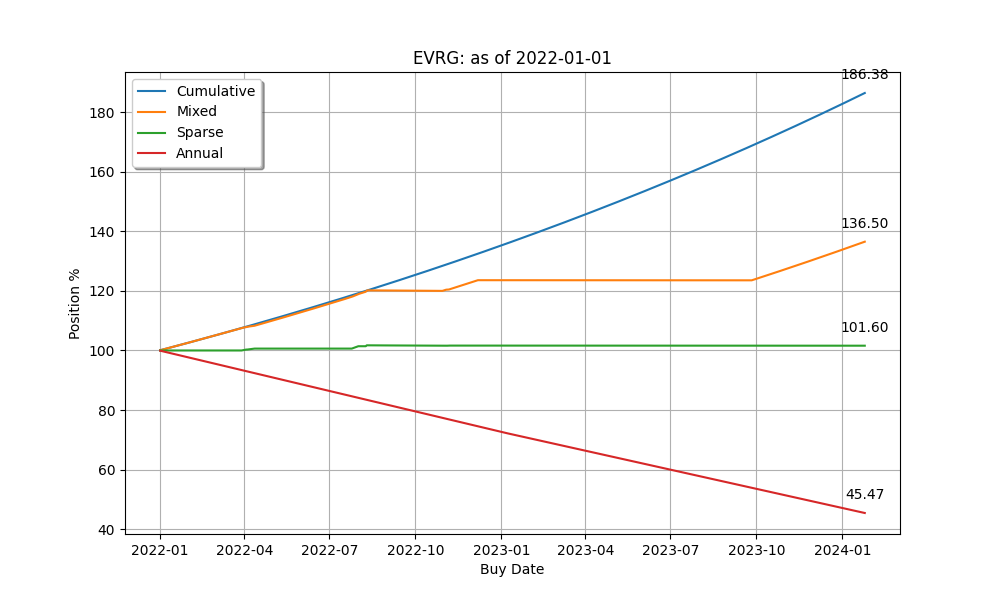 EVRG: as of 2022-01-01
186.38
Cumulative
Mixed
Sparse
Annual
180
160
140
120
100
80
60
40
Position %
136.50
101.60
45.47
2022-01 2022-04 2022-07 2022-10 2023-01 2023-04 2023-07 2023-10 2024-01
Buy Date